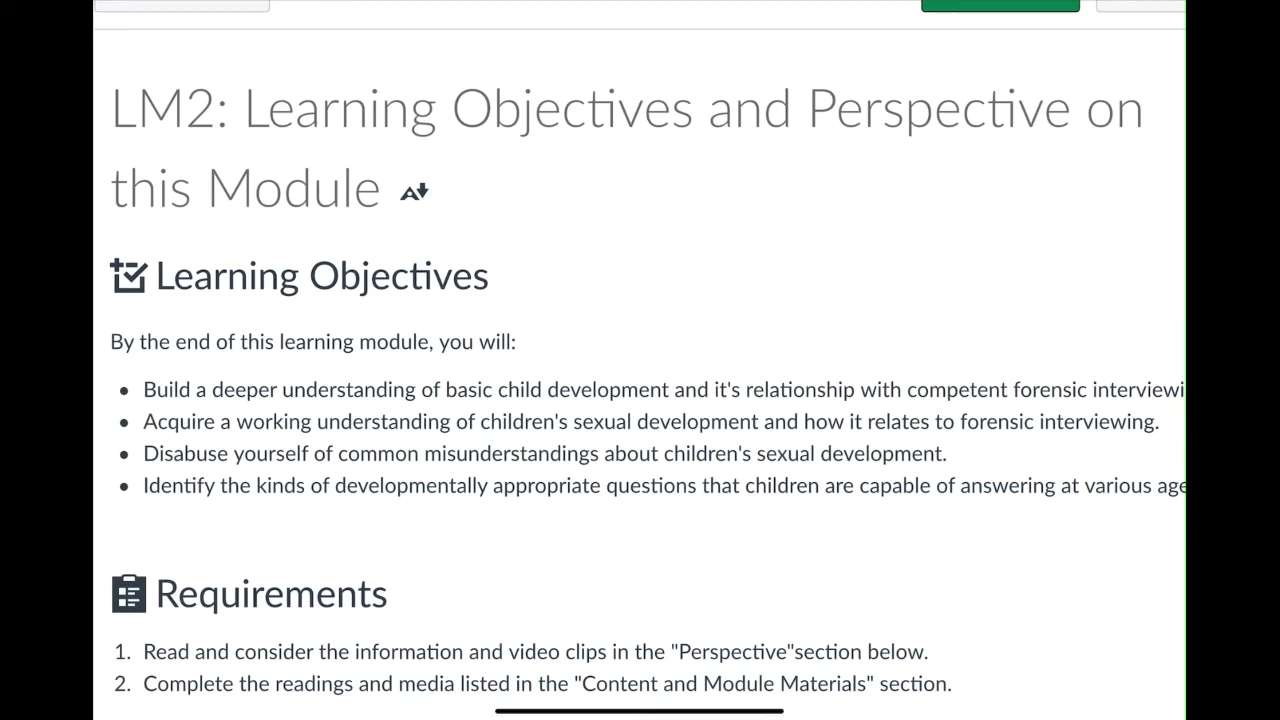 LM2: Learning Objectives and Perspective on
this Module
Learning Objectives
By the end of this learning module, you will:
• Build a deeper understanding of basic child development and it's relationship with competent forensic interviewi
• Acquire a working understanding of children's sexual development and how it relates to forensic interviewing.
• Disabuse yourself of common misunderstandings about children's sexual development.
• Identify the kinds of developmentally appropriate questions that children are capable of answering at various age
Requirements
1. Read and consider the information and video clips in the "Perspective"section below.
2. Complete the readings and media listed in the "Content and Module Materials" section.